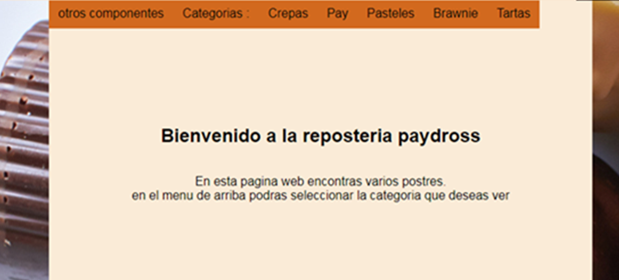 otros componentes Categorias : Crepas Pay Pasteles Brawnie Tartas
Bienvenido a la reposteria paydross
En esta pagina web encontras varios postres.
en el menu de arriba podras seleccionar la categoria que deseas ver